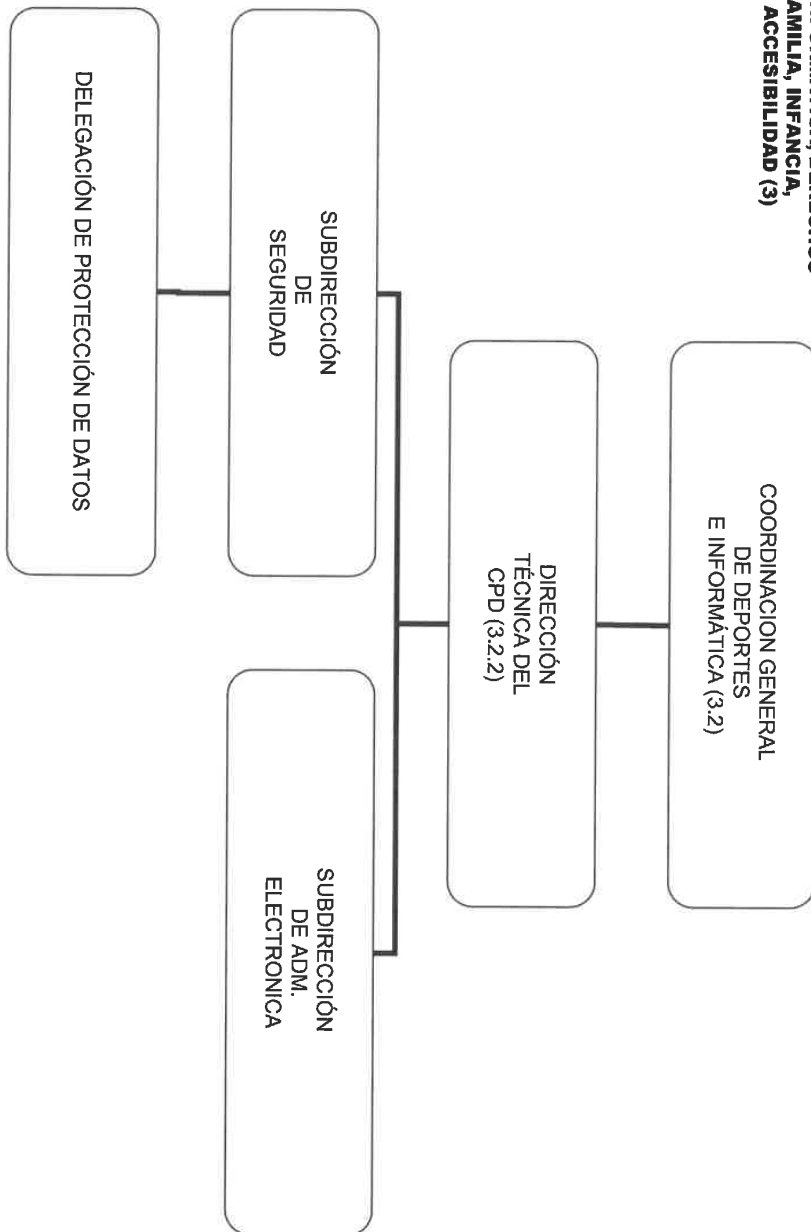 AMILIA, INFANCIA,
ACCESIBILIDAD (3)
COORDINACION GENERAL
DE DEPORTES
E INFORMÁTICA (3.2)
DIRECCIÓN
TÉCNICA DEL
CPD (3.2.2)
SUBDIRECCIÓN
DE
SEGURIDAD
SUBDIRECCIÓN
DE ADM.
ELECTRONICA
DELEGACIÓN DE PROTECCIÓN DE DATOS